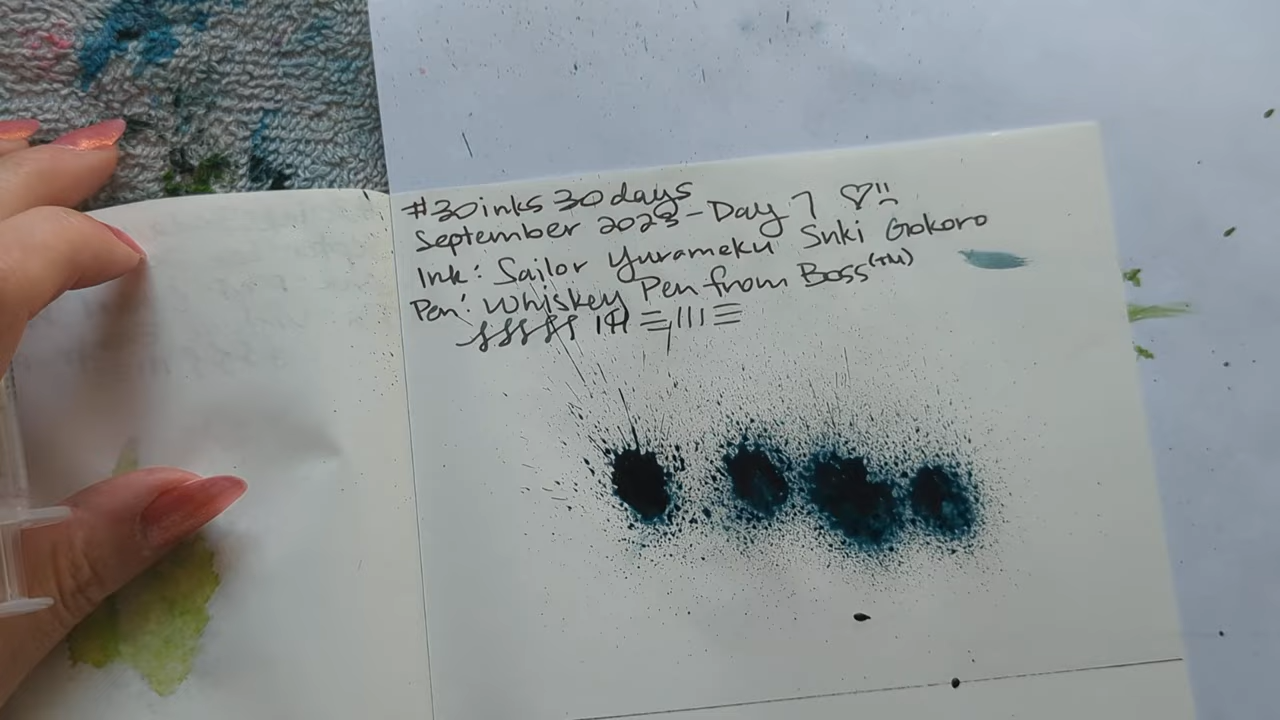 #30inks 30 days
September 2023 - Day 7 ♡!!
Ink: Sailor Yurameku Suki Gokoro
Pen: Whiskey Pen from Boss(TM)